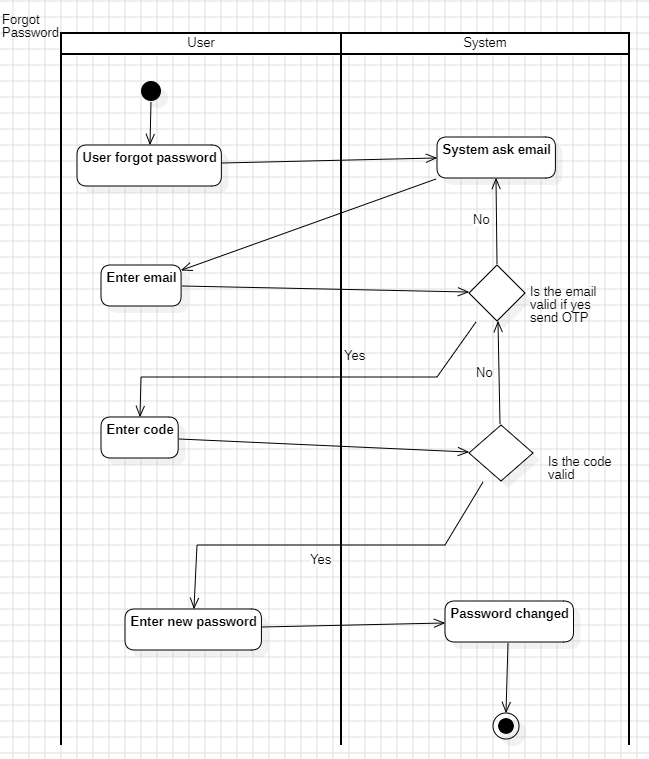 Forgot
Password
User
System
User forgot password
System ask email
No
Enter email
Is the email
valid if yes
send OTP
Yes
No
Enter code
Is the code
valid
Yes
Enter new password
Password changed